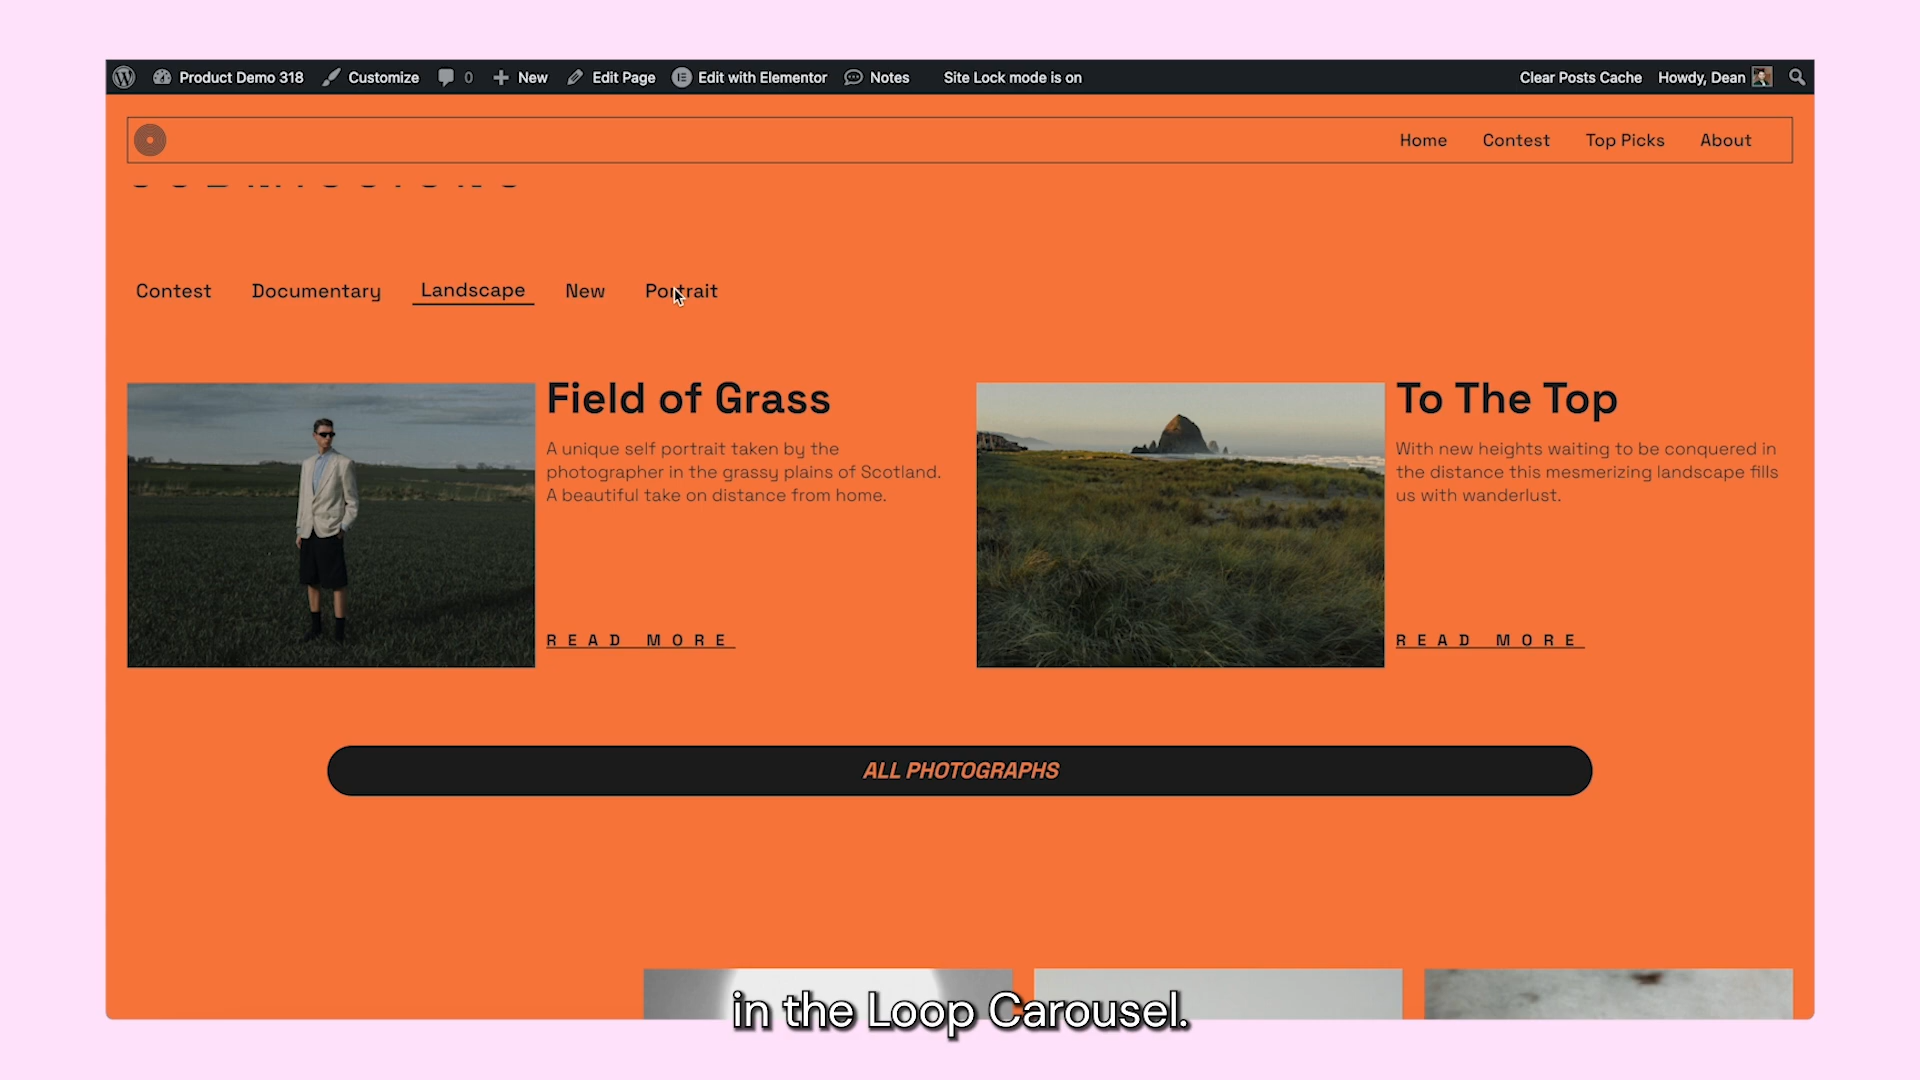 Product Demo 318 Customize 0 New Edit Page Edit with Elementor Notes Site Lock mode is on Clear Posts Cache Howdy, Dean
Home Contest Top Picks About
Contest Documentary Landscape New Portrait
Field of Grass
A unique self portrait taken by the
photographer in the grassy plains of Scotland.
A beautiful take on distance from home.
READ MORE
To The Top
With new heights waiting to be conquered in
the distance this mesmerizing landscape fills
us with wanderlust.
READ MORE
ALL PHOTOGRAPHS
in the Loop Carousel.